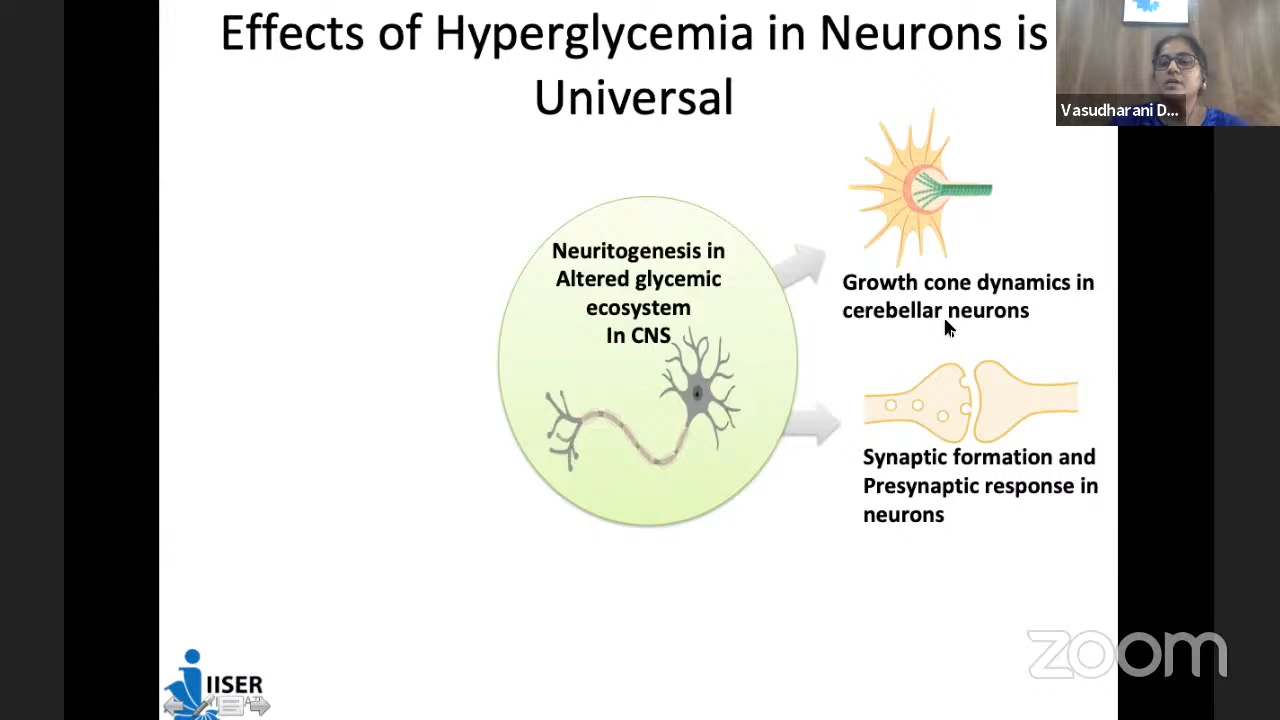 Effects of Hyperglycemia in Neurons is
Universal
Vasudharani D...
Neuritogenesis in
Altered glycemic
ecosystem
In CNS
Growth cone dynamics in
cerebellar neurons
Synaptic formation and
Presynaptic response in
neurons
zoom
IISER